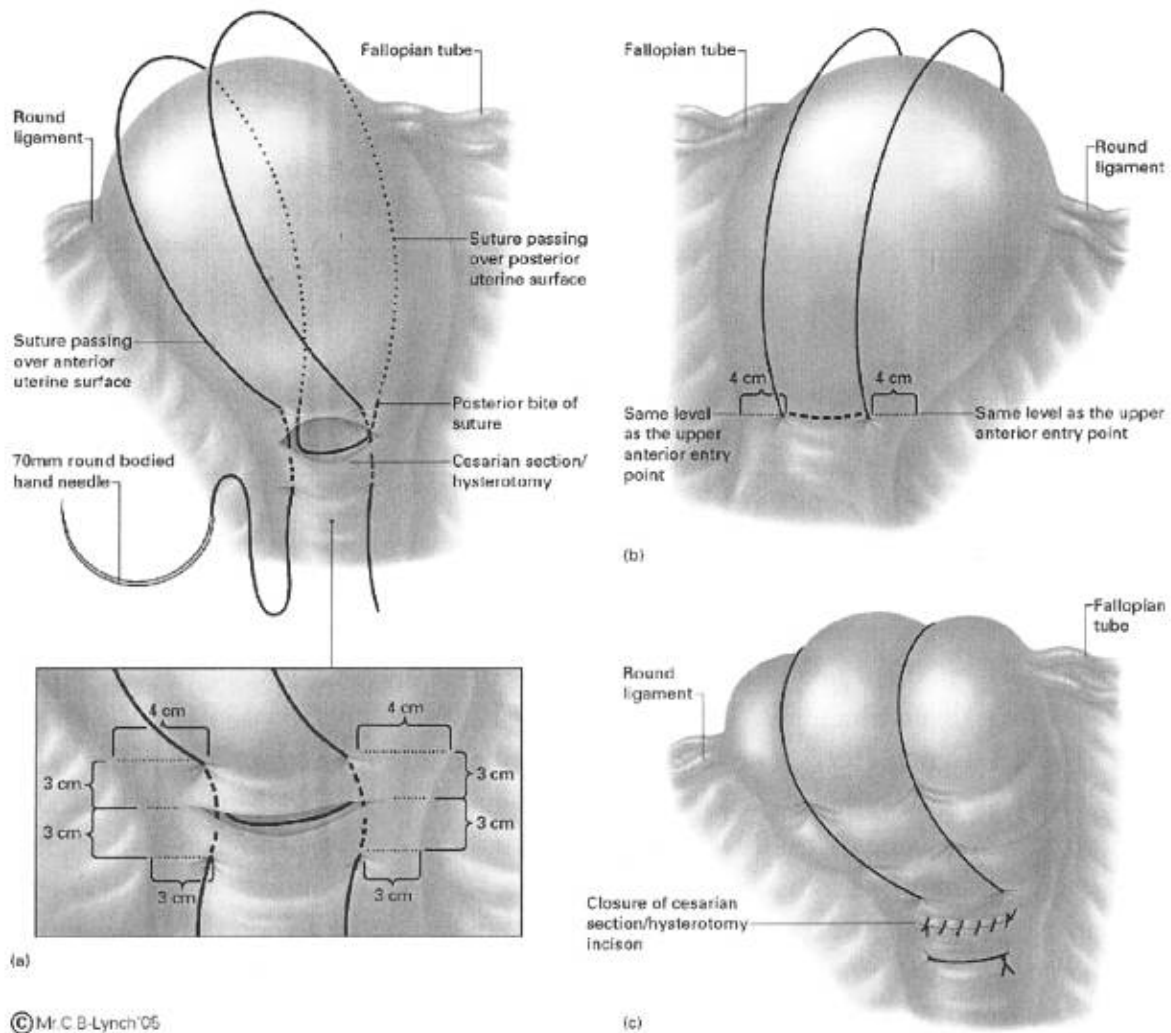 Fallopian tube
Round
ligament
Suture passing
over posterior
uterine surface
Suture passing
over anterior
uterine surface
Posterior bite of
suture
Cesarian section/
hysterotomy
70mm round bodied
hand needle
4 cm
4 cm
3 cm
3 cm
3 cm
3 cm
3 cm
3 cm
(a)
© Mr.C.B-Lynch'05
Fallopian
tube
Round
ligament
4 cm
4 cm
Same level
as the upper
anterior entry
point
Same level as the upper
anterior entry point
(b)
Fallopian
tube
Round
ligament
Closure of cesarian
section/hysterotomy
incison
(c)